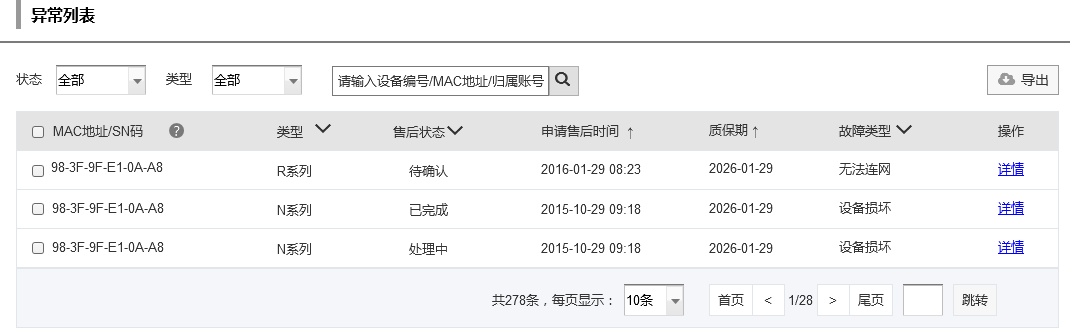 异常列表
状态 全部 类型 全部 请输入设备编号/MAC地址/归属账号 导出
MAC地址/SN码 ? 类型 售后状态 申请售后时间 ↑ 质保期↑ 故障类型 操作
98-3F-9F-E1-0A-A8 R系列 待确认 2016-01-29 08:23 2026-01-29 无法连网 详情
98-3F-9F-E1-0A-A8 N系列 已完成 2015-10-29 09:18 2026-01-29 设备损坏 详情
98-3F-9F-E1-0A-A8 N系列 处理中 2015-10-29 09:18 2026-01-29 设备损坏 详情
共278条，每页显示： 10条 首页 < 1/28 > 尾页 跳转